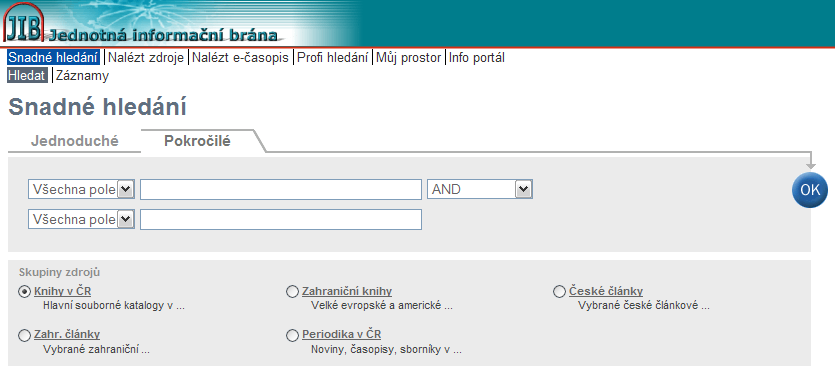 JIB Jednotná informační brána
Snadné hledání Nalézt zdroje Nalézt e-časopis Profi hledání Můj prostor Info portál
Hledat Záznamy
Snadné hledání
Jednoduché Pokročilé
Všechna pole AND
OK
Všechna pole
Skupiny zdrojů
Knihy v ČR Zahraniční knihy České články
Hlavní souborné katalogy v ... Velké evropské a americké ... Vybrané české článkové ...
Zahr. články Periodika v ČR
Vybrané zahraniční ... Noviny, časopisy, sborníky v ...